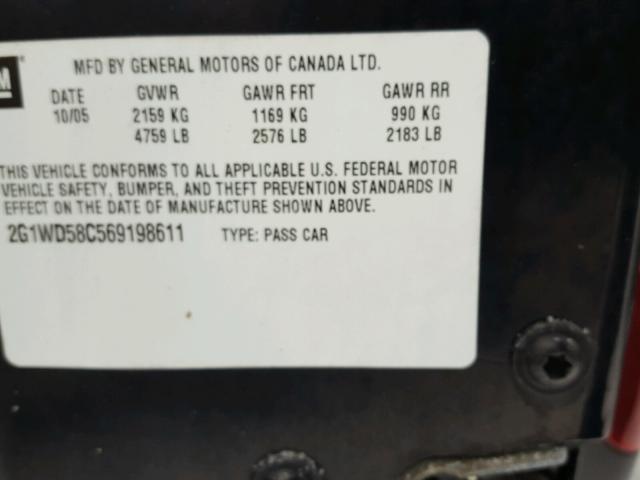 M ®
MFD BY GENERAL MOTORS OF CANADA LTD.
DATE GVWR GAWR FRT GAWR RR
10/05 2159 KG 1169 KG 990 KG
4759 LB 2576 LB 2183 LB
THIS VEHICLE CONFORMS TO ALL APPLICABLE U.S. FEDERAL MOTOR
VEHICLE SAFETY, BUMPER, AND THEFT PREVENTION STANDARDS IN
EFFECT ON THE DATE OF MANUFACTURE SHOWN ABOVE.
2G1WD58C569198611 TYPE: PASS CAR